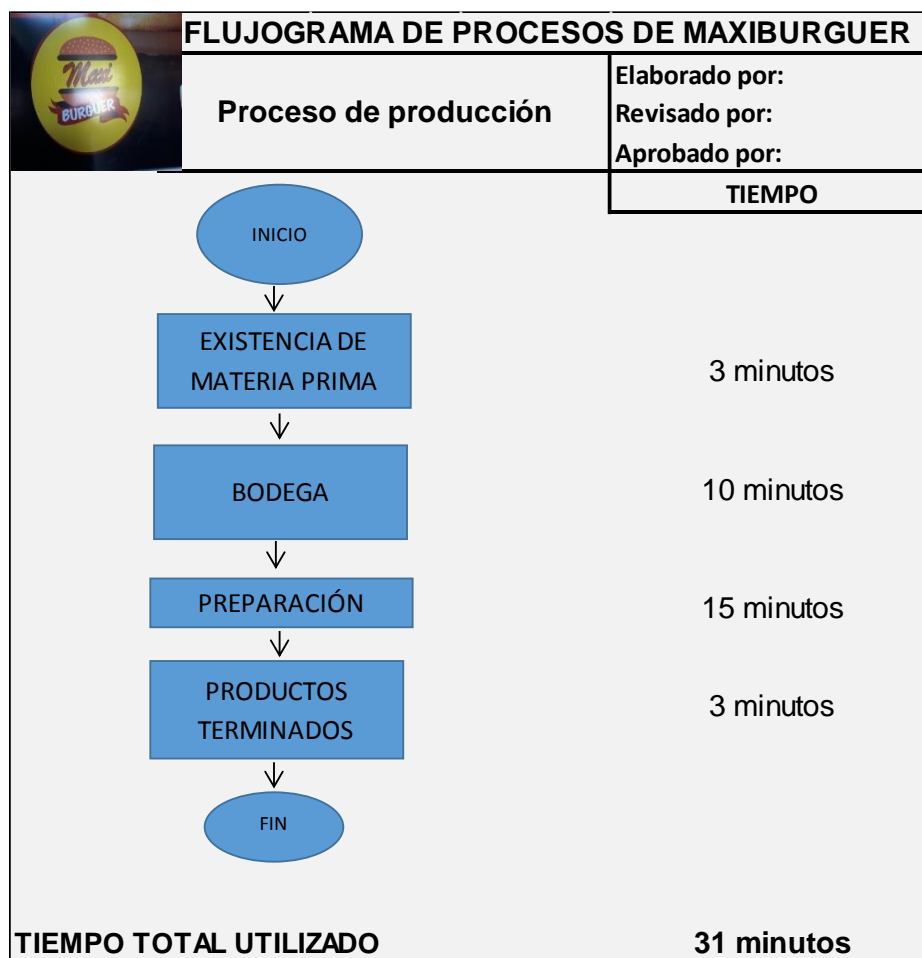 FLUJOGRAMA DE PROCESOS DE MAXIBURGUER
Maxi
BURGUER
Proceso de producción
Elaborado por:
Revisado por:
Aprobado por:
TIEMPO
INICIO
EXISTENCIA DE
MATERIA PRIMA
3 minutos
BODEGA
10 minutos
PREPARACIÓN
15 minutos
PRODUCTOS
TERMINADOS
3 minutos
FIN
TIEMPO TOTAL UTILIZADO
31 minutos